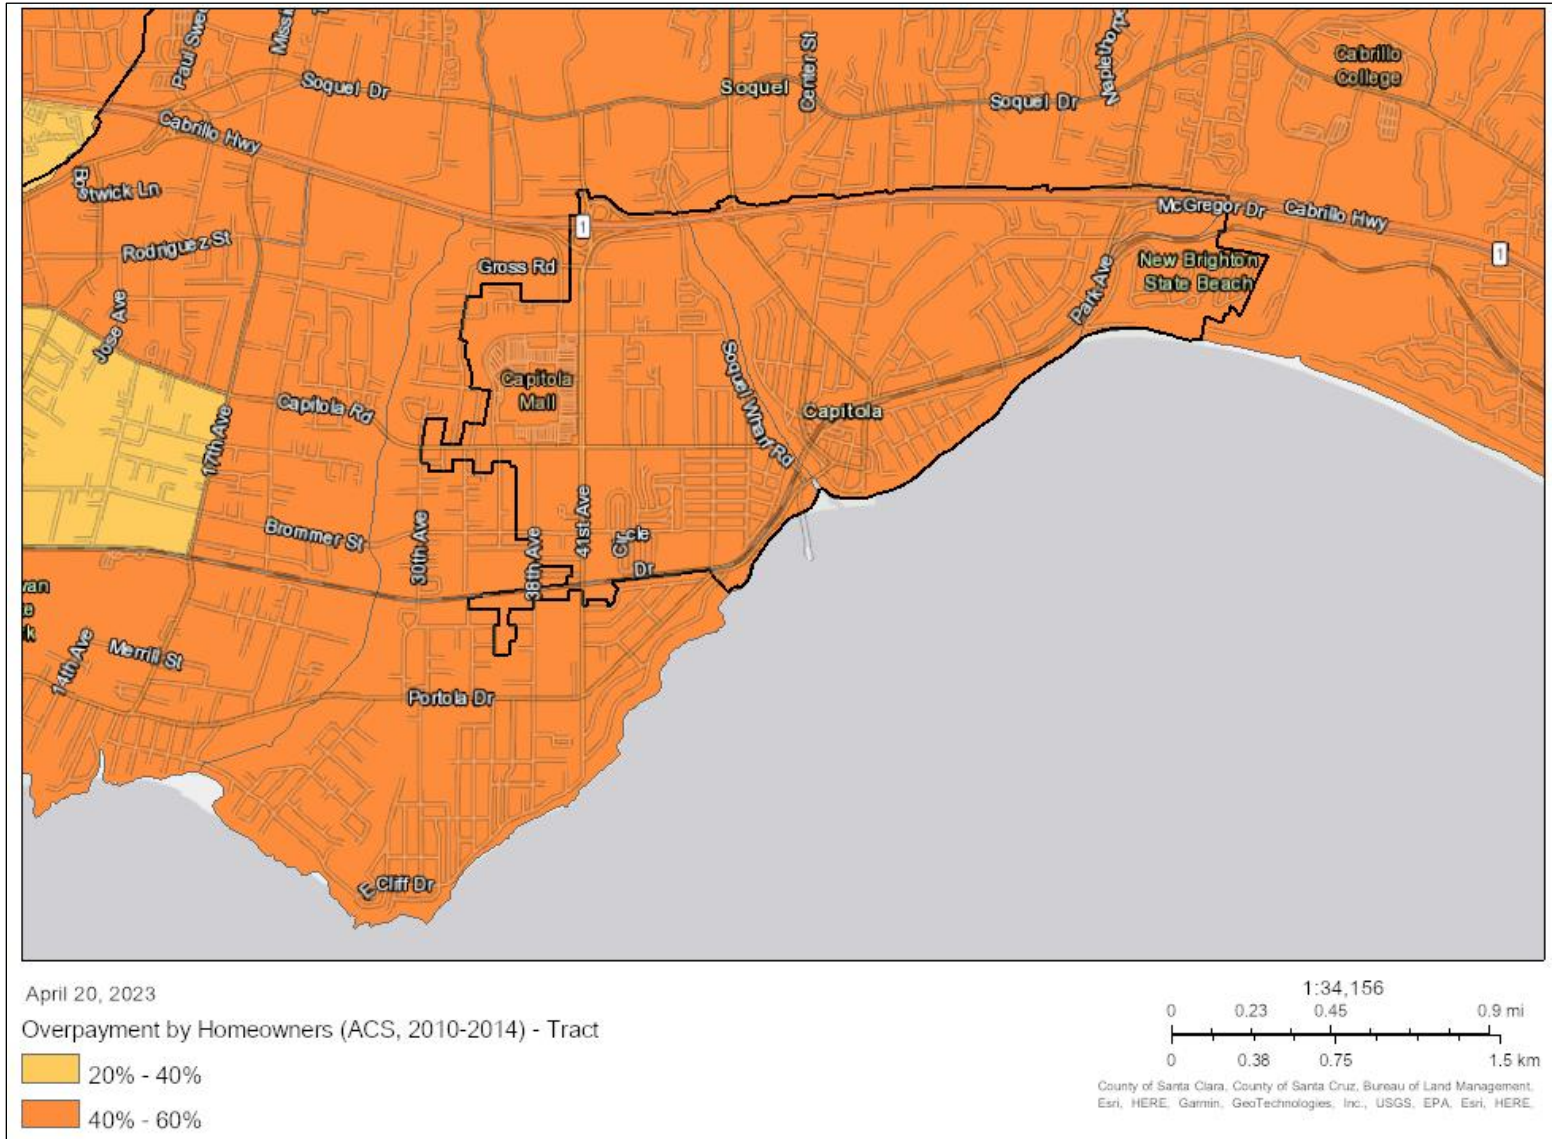 Paul Swe
Soquel Dr
Soquel
Center St
Soquel Dr
Maplethorpe
Cabrillo
College
Cabrillo Hwy
Bostwick Ln
Rodriguez St
1
McGregor Dr
Cabrillo Hwy
1
Gross Rd
New Brighton
State Beach
Park Ave
Jose Ave
Capitola
Mall
Soquel Wharf Rd
Capitola Rd
Capitola
17th Ave
Brommer St
30th Ave
38th Ave
41st Ave
Circle
Dr
14th Ave
Merrill St
Portola Dr
E Cliff Dr
April 20, 2023
Overpayment by Homeowners (ACS, 2010-2014) - Tract
20% - 40%
40% - 60%
1:34,156
0 0.23 0.45 0.9 mi
0 0.38 0.75 1.5 km
County of Santa Clara, County of Santa Cruz, Bureau of Land Management,
Esri, HERE, Garmin, GeoTechnologies, Inc., USGS, EPA, Esri, HERE,